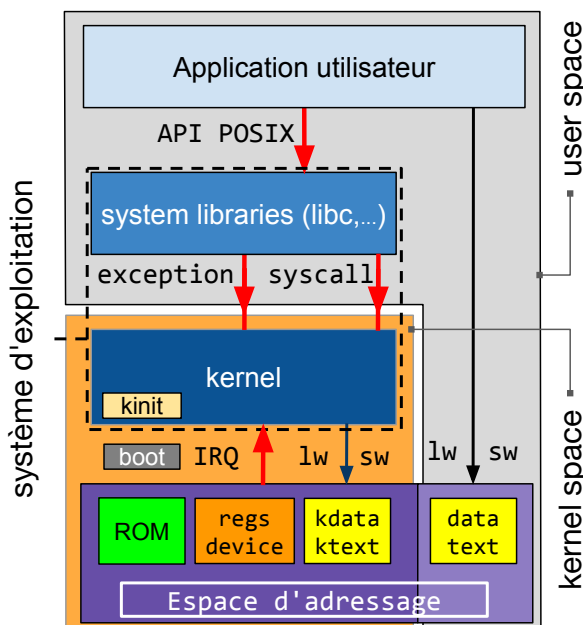 Application utilisateur
API POSIX
system libraries (libc,...)
exception syscall
kernel
kinit
boot IRQ lw sw lw sw
ROM
regs
device
kdata
ktext
data
text
Espace d'adressage
système d'exploitation
user space
kernel space